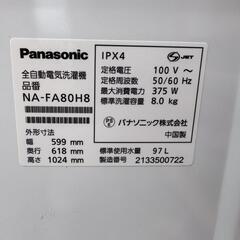 Panasonic
全自動電気洗濯機
品番
NA-FA80H8
外形寸法
幅 599 mm
奥行 618 mm
高さ 1024 mm
IPX4
JET
定格電圧 100 V～
定格周波数 50/60 Hz
最大消費電力 375 W
標準洗濯容量 8.0 kg
パナソニック株式会社
中国製
標準使用水量 97 L
製造番号 2133500722